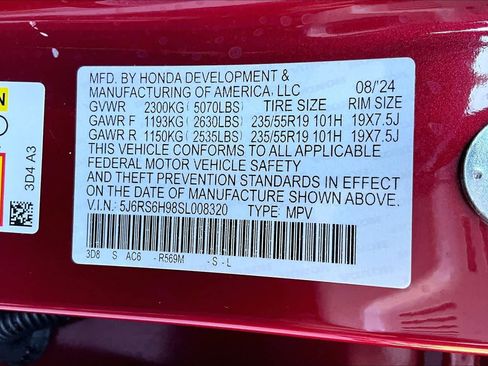 MFD. BY HONDA DEVELOPMENT &
MANUFACTURING OF AMERICA, LLC 08/24
GVWR 2300KG (5070LBS) TIRE SIZE RIM SIZE
GAWR F 1193KG (2630LBS) 235/55R19 101H 19X7.5J
GAWR R 1150KG (2535LBS) 235/55R19 101H 19X7.5J
THIS VEHICLE CONFORMS TO ALL APPLICABLE
FEDERAL MOTOR VEHICLE SAFETY
AND THEFT PREVENTION STANDARDS IN EFFECT
ON THE DATE OF MANUFACTURE SHOWN ABOVE.
V.I.N.: 5J6RS6H98SL008320 TYPE: MPV
3D8 S AC6 - R569M - S - L
3D4 A3